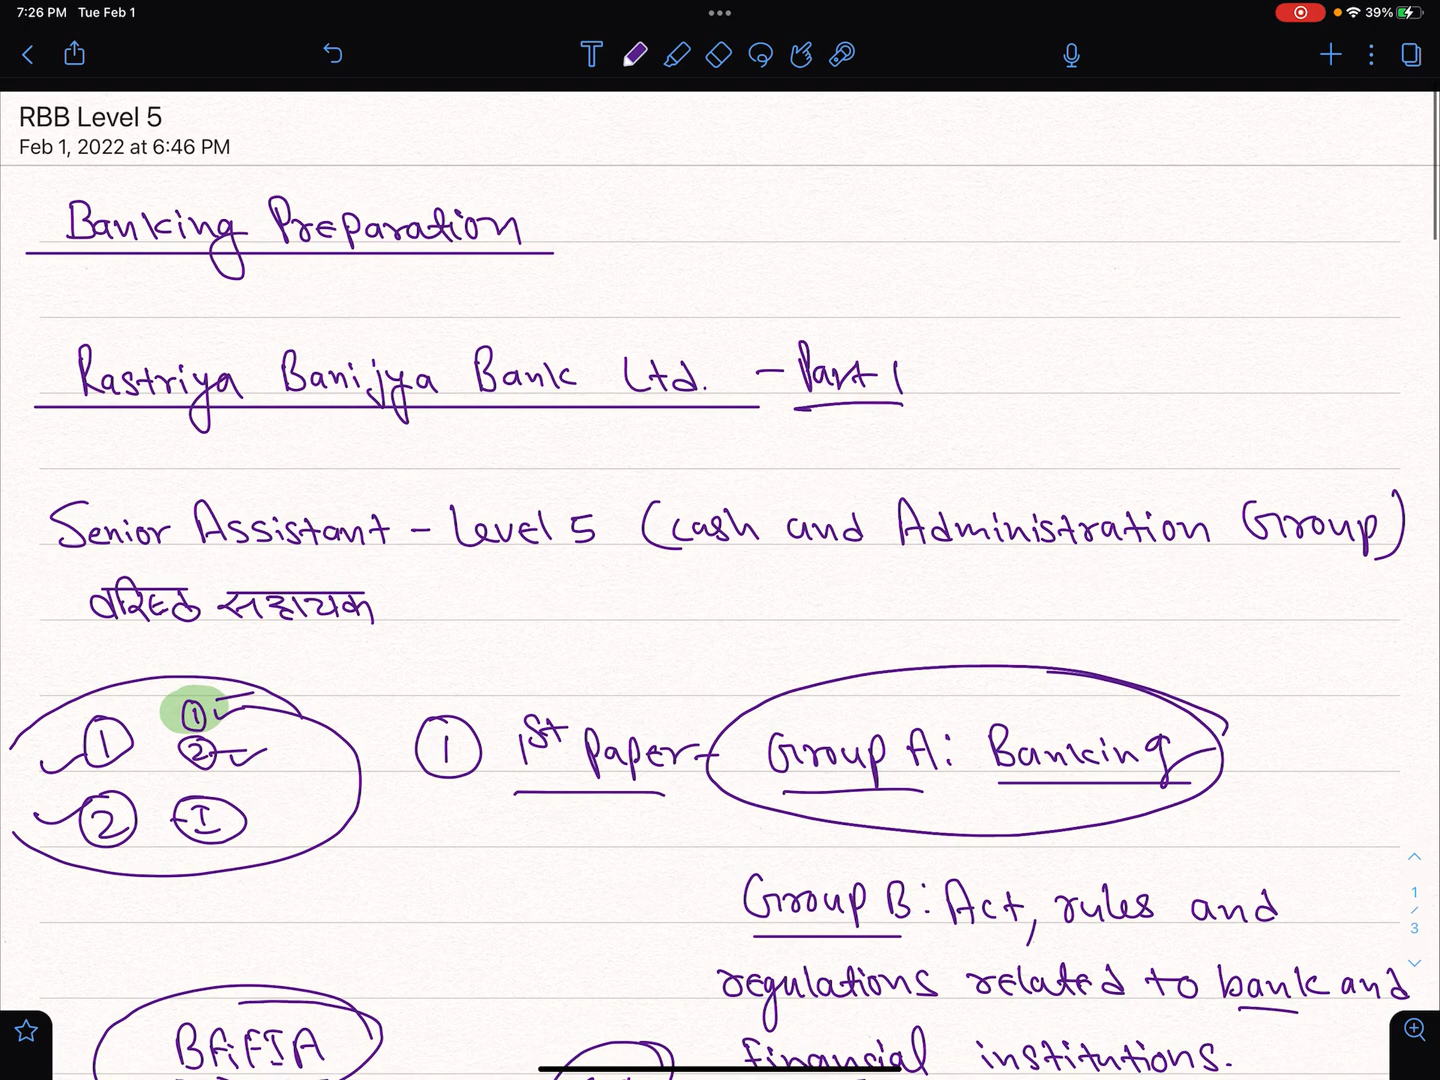 7:26 PM Tue Feb 1
39%
RBB Level 5
Feb 1, 2022 at 6:46 PM
Banking Preparation
Rastriya Banijya Bank Ltd. - Part 1
Senior Assistant - Level 5 (Cash and Administration Group)
वरिष्ठ सहायक
1 1
2
2 I
1 1st Paper - Group A: Banking
Group B: Act, rules and
regulations related to bank and
financial institutions.
BAFIA
1
/
3